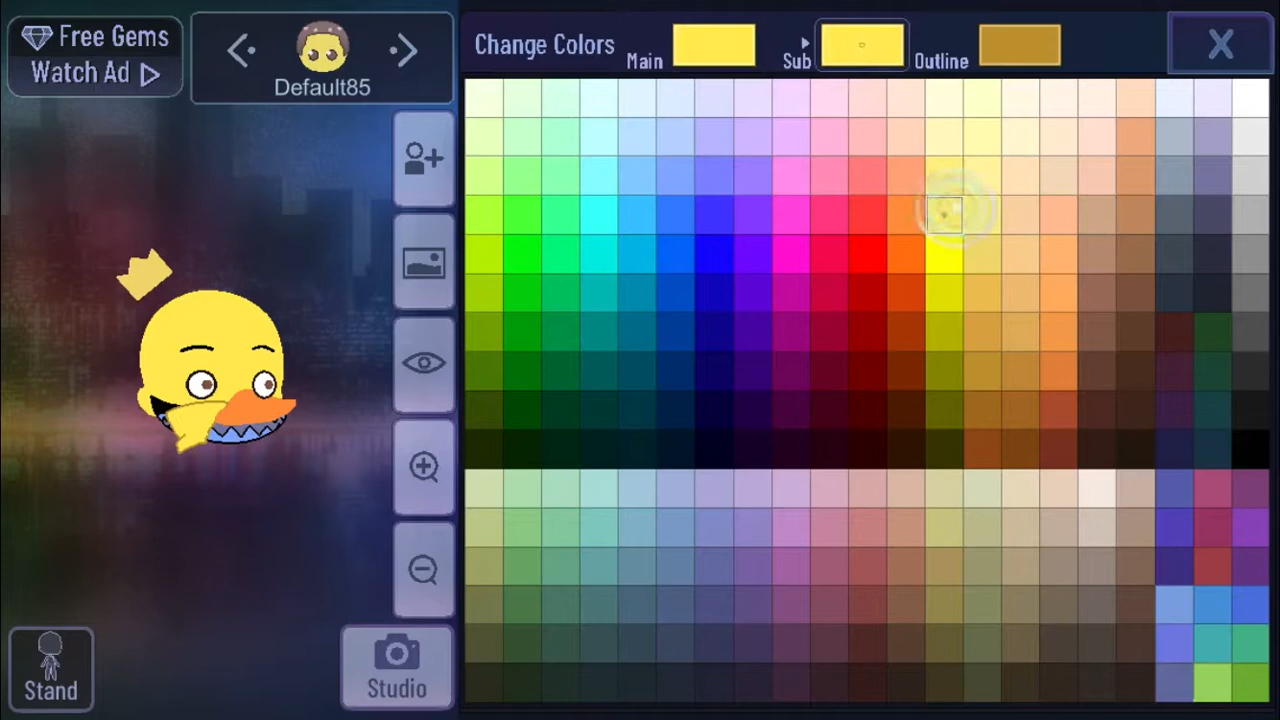 Free Gems
Watch Ad
Default85
Change Colors
Main
Sub
Outline
X
Stand
Studio